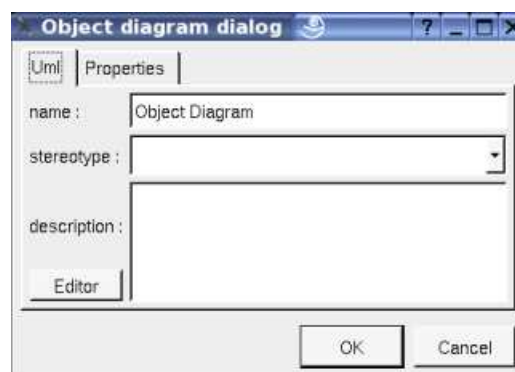 Object diagram dialog ? _
Uml Properties
name : Object Diagram
stereotype :
description :
Editor
OK Cancel